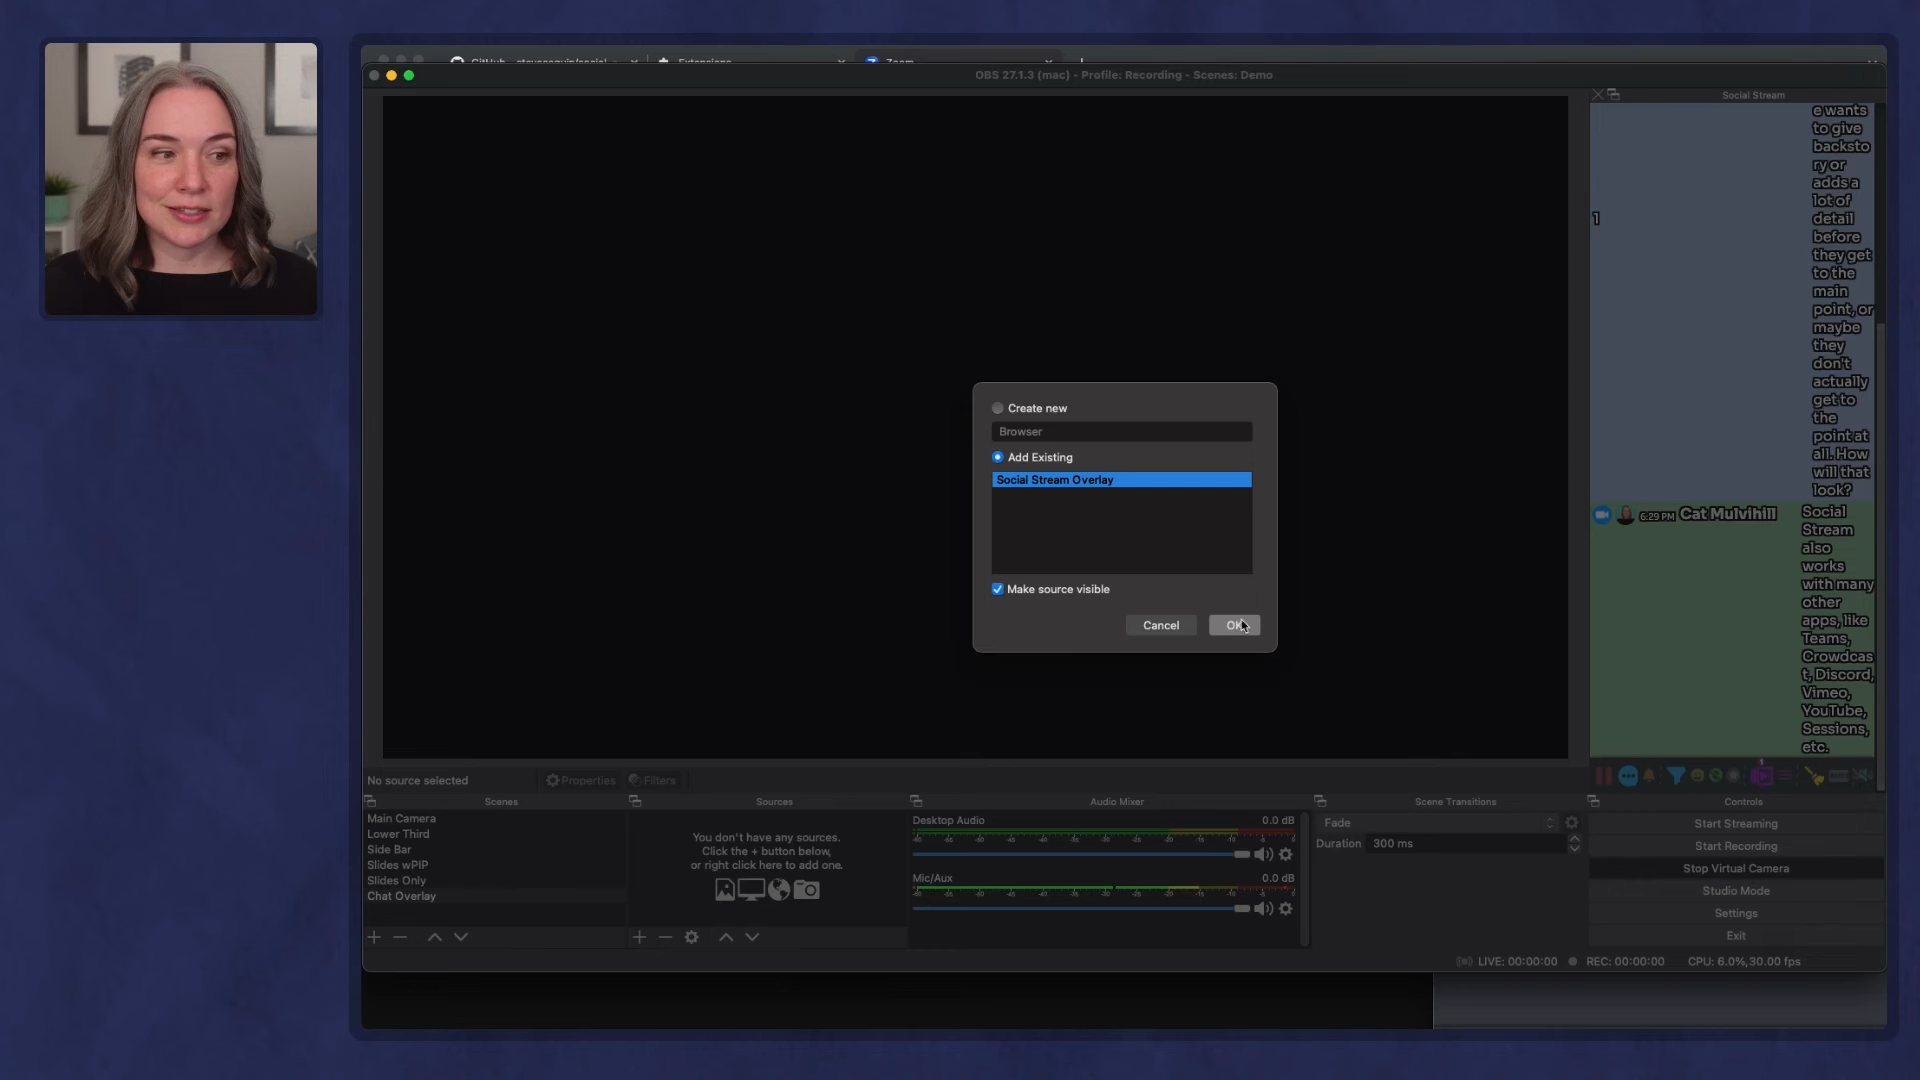 GitHub - steveseguin/social
Extensions
Zoom
OBS 27.1.3 (mac) - Profile: Recording - Scenes: Demo
Social Stream
e wants
to give
backsto
ry or
adds a
lot of
detail
before
they get
to the
main
point, or
maybe
they
don't
actually
get to
the
point at
all. How
will that
look?
1
6:29 PM Cat Mulvihill
Social
Stream
also
works
with many
other
apps, like
Teams,
Crowdcas
t, Discord,
Vimeo,
YouTube,
Sessions,
etc.
Create new
Browser
Add Existing
Social Stream Overlay
Make source visible
Cancel
OK
No source selected
Properties
Filters
Scenes
Main Camera
Lower Third
Side Bar
Slides wPIP
Slides Only
Chat Overlay
Sources
You don't have any sources.
Click the + button below,
or right click here to add one.
Audio Mixer
Desktop Audio
0.0 dB
Mic/Aux
0.0 dB
Scene Transitions
Fade
Duration
300 ms
Controls
Start Streaming
Start Recording
Stop Virtual Camera
Studio Mode
Settings
Exit
LIVE: 00:00:00
REC: 00:00:00
CPU: 6.0%,30.00 fps